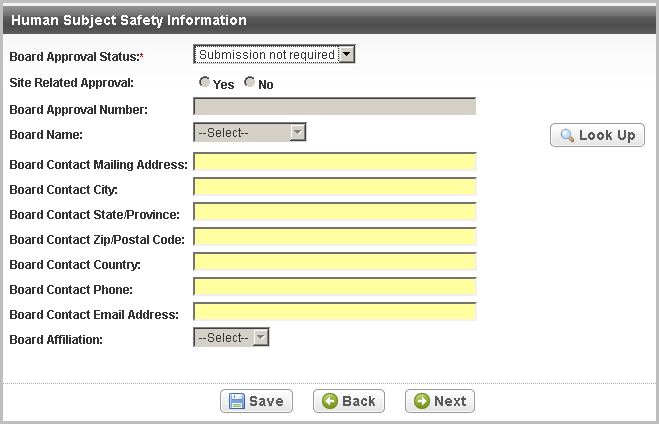 Human Subject Safety Information
Board Approval Status:* Submission not required
Site Related Approval: Yes No
Board Approval Number:
Board Name: --Select-- Look Up
Board Contact Mailing Address:
Board Contact City:
Board Contact State/Province:
Board Contact Zip/Postal Code:
Board Contact Country:
Board Contact Phone:
Board Contact Email Address:
Board Affiliation: --Select--
Save Back Next